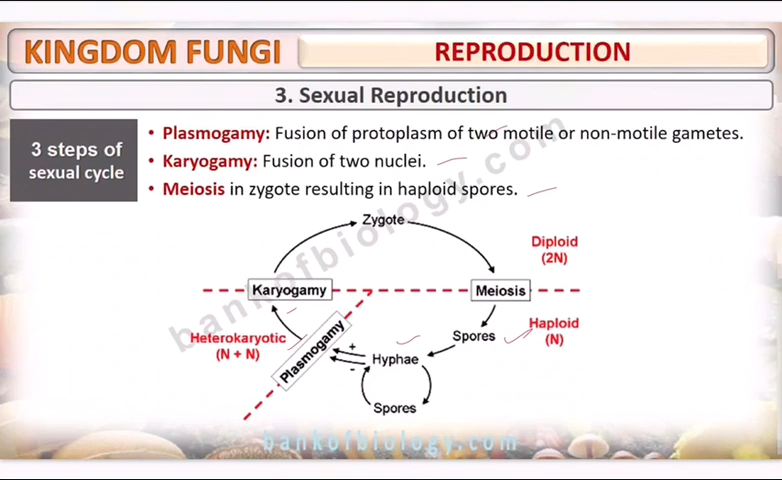 KINGDOM FUNGI
REPRODUCTION
3. Sexual Reproduction
3 steps of
sexual cycle
• Plasmogamy: Fusion of protoplasm of two motile or non-motile gametes.
• Karyogamy: Fusion of two nuclei.
• Meiosis in zygote resulting in haploid spores.
Zygote
Diploid
(2N)
Karyogamy
Meiosis
Heterokaryotic
(N + N)
Plasmogamy
+
-
Hyphae
Spores
Haploid
(N)
Spores
bankofbiology.com
bankofbiology.com